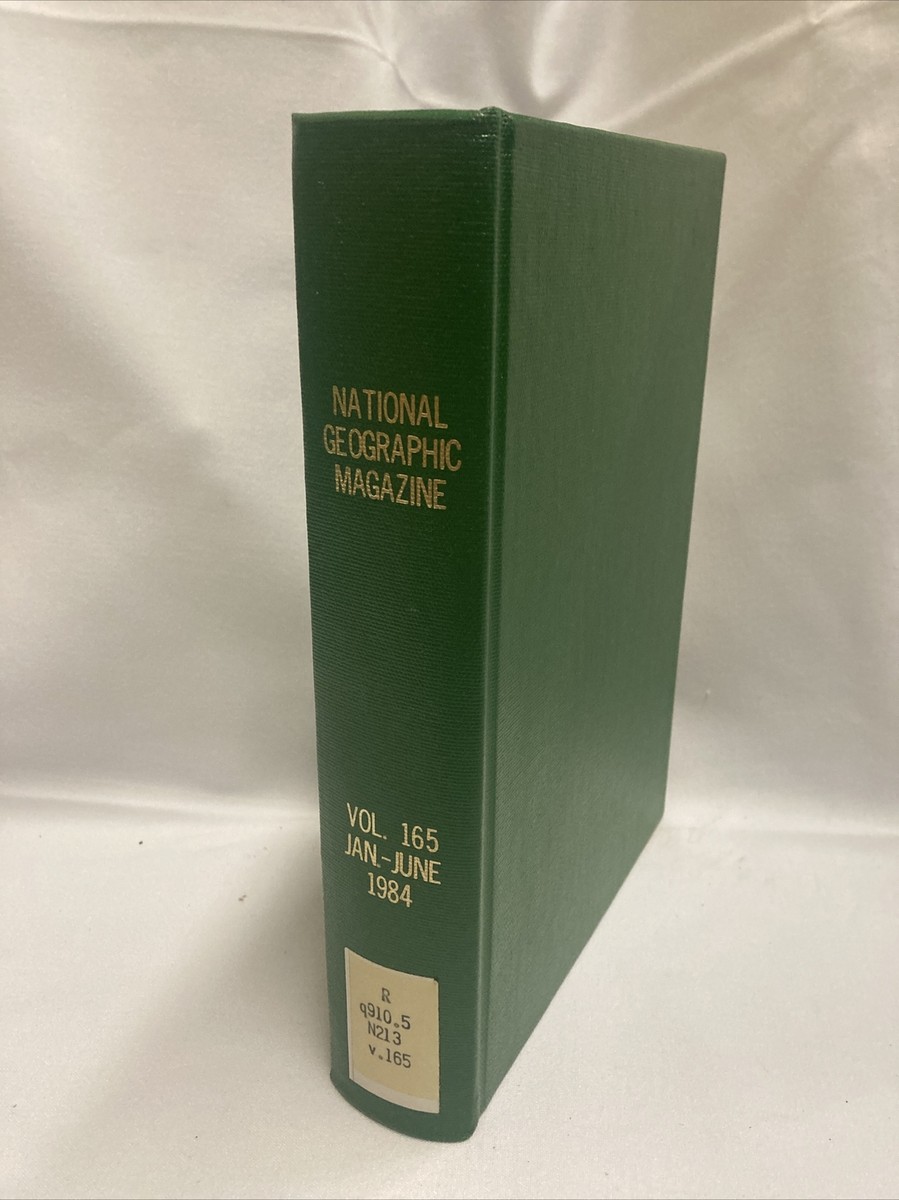 NATIONAL
GEOGRAPHIC
MAGAZINE
VOL. 165
JAN.-JUNE
1984
R
q910.5
N213
v.165